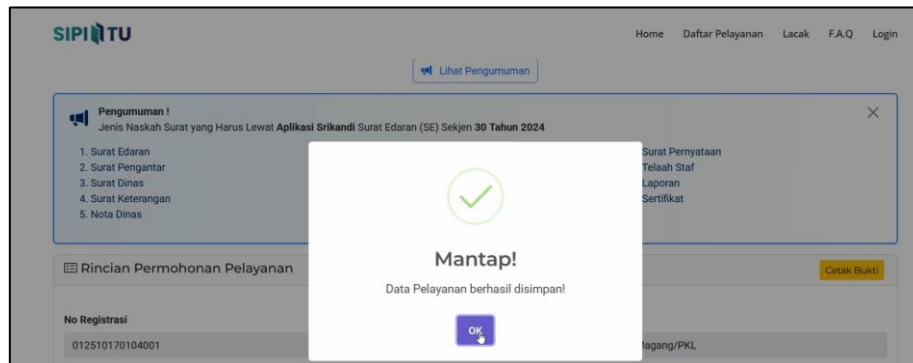 SIPINTU
Home Daftar Pelayanan Lacak F.A.Q Login
Lihat Pengumuman
Pengumuman !
Jenis Naskah Surat yang Harus Lewat Aplikasi Srikandi Surat Edaran (SE) Sekjen 30 Tahun 2024
1. Surat Edaran
2. Surat Pengantar
3. Surat Dinas
4. Surat Keterangan
5. Nota Dinas
Surat Pernyataan
Telaah Staf
Laporan
Sertifikat
Mantap!
Data Pelayanan berhasil disimpan!
OK
Rincian Permohonan Pelayanan
Cetak Bukti
No Registrasi
012510170104001
Magang/PKL